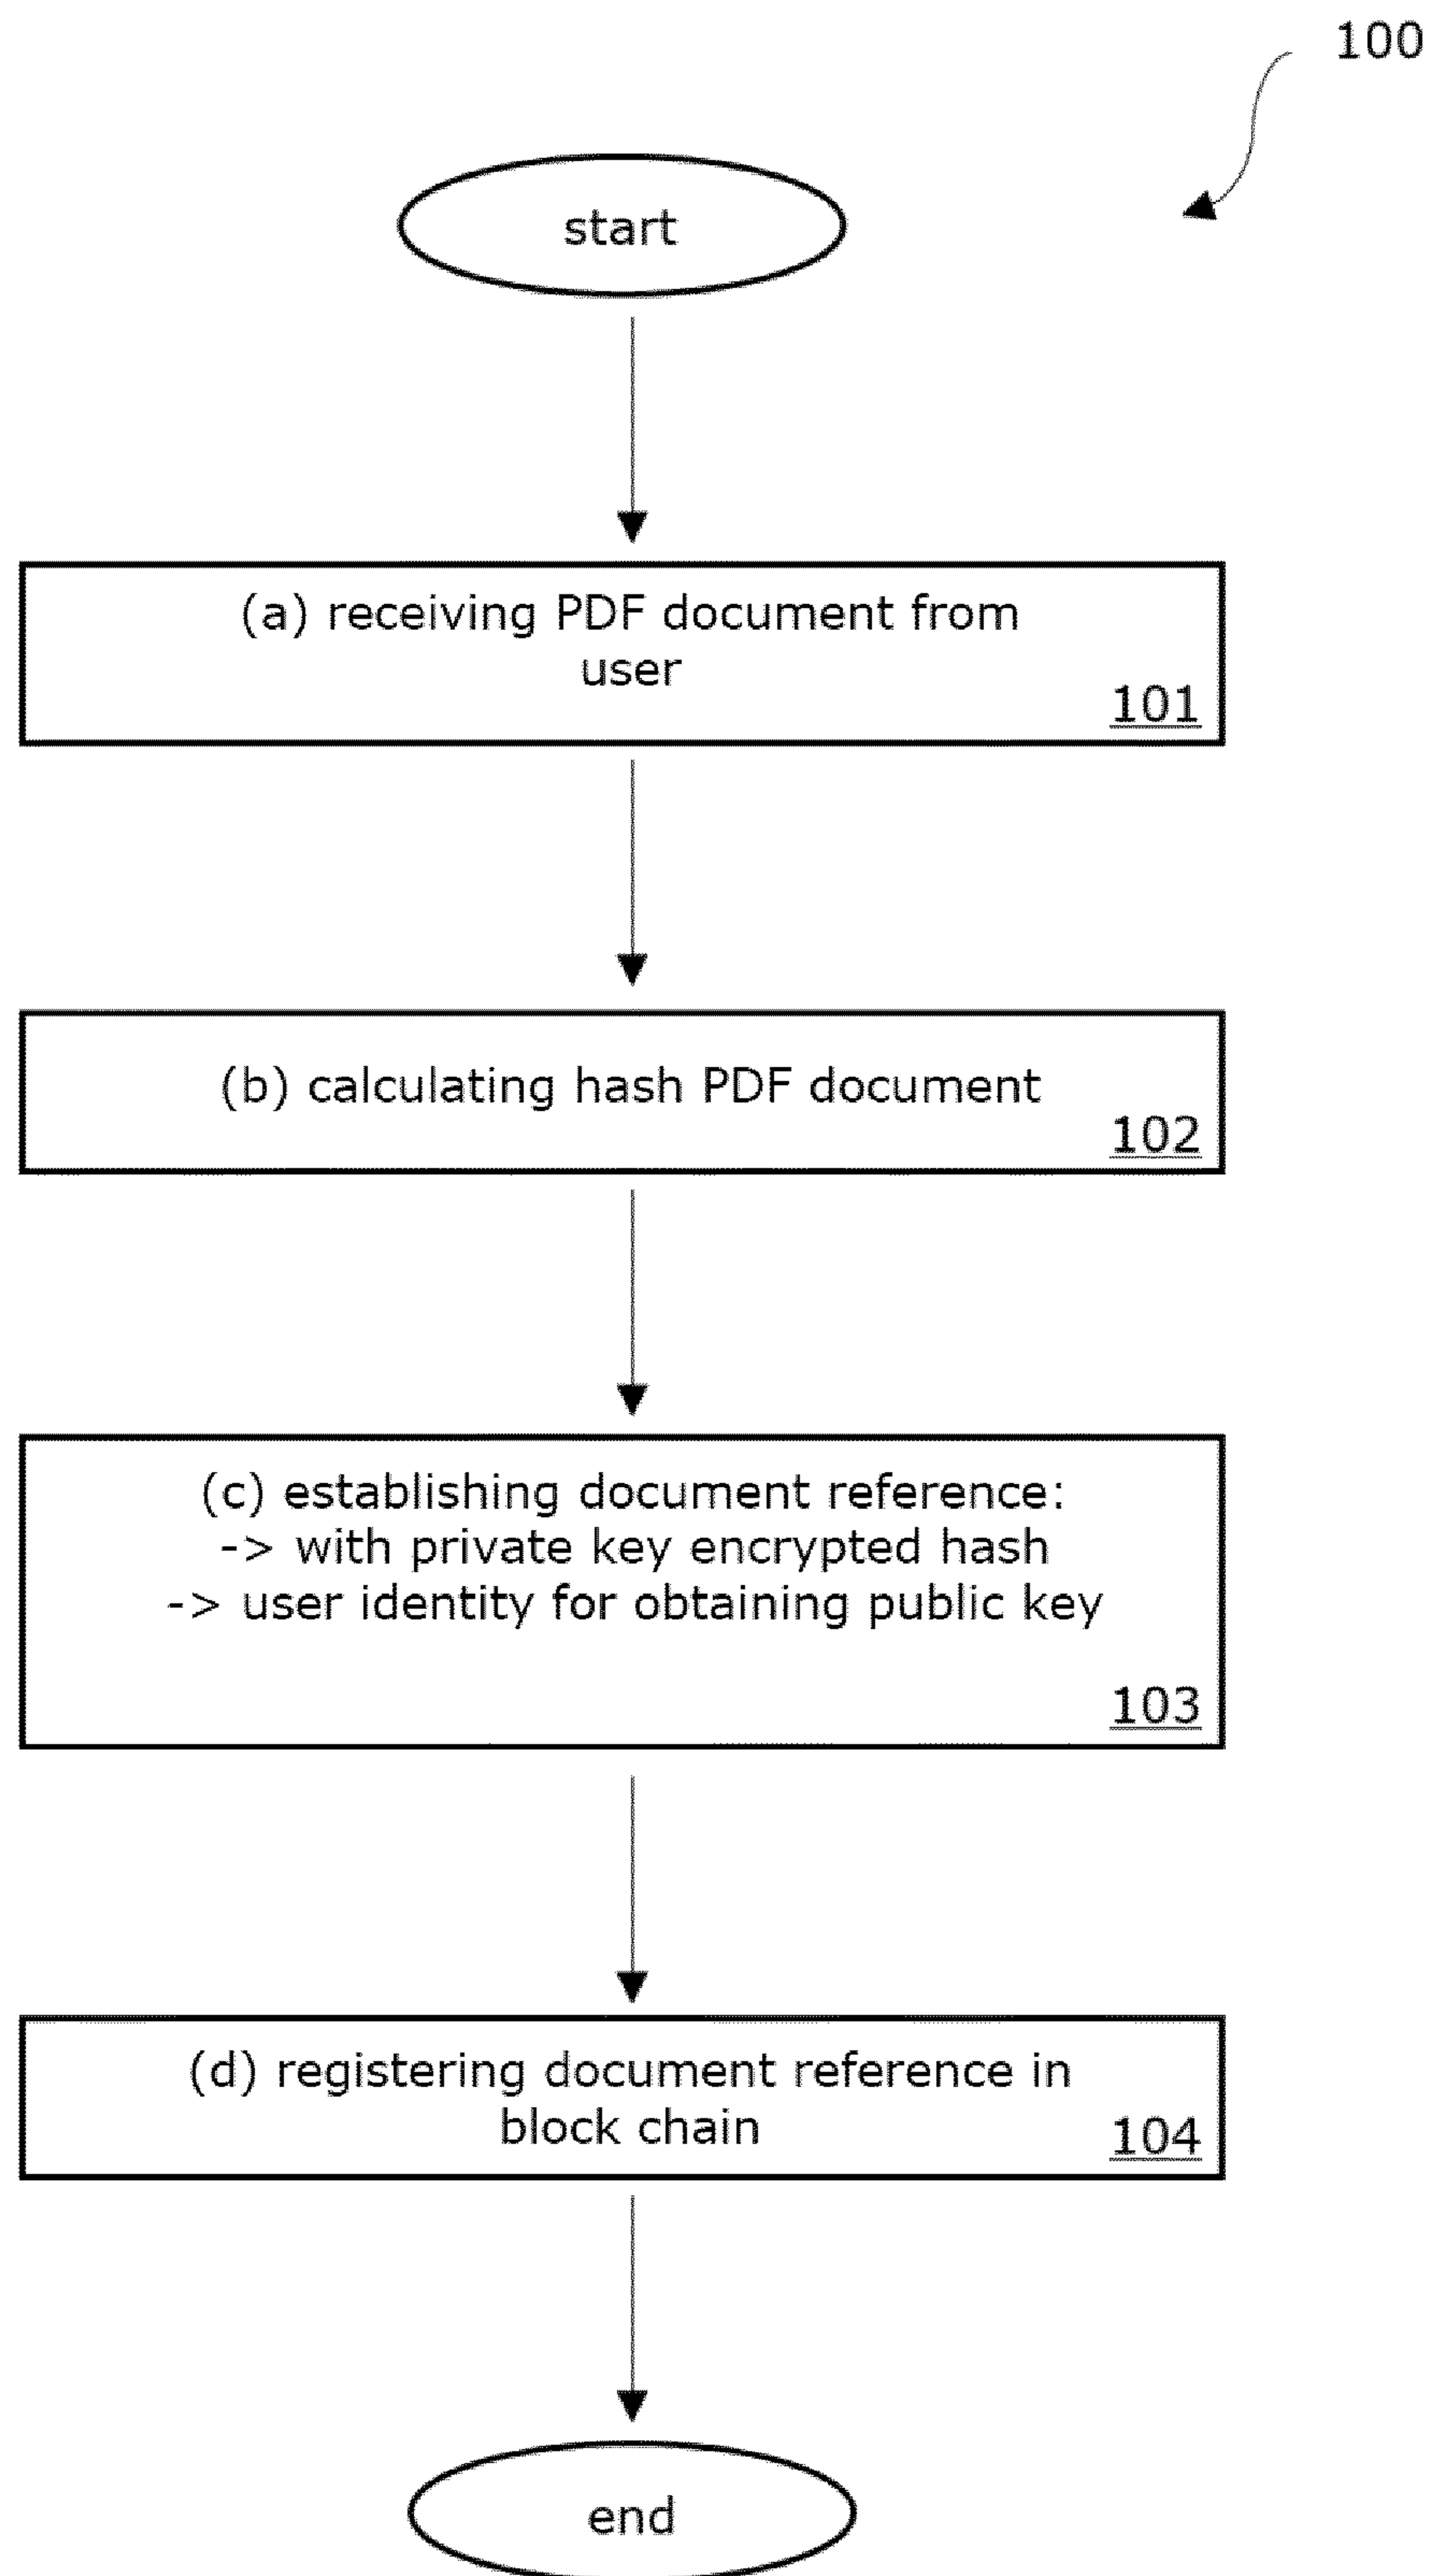 100
start
(a) receiving PDF document from
user
101
(b) calculating hash PDF document
102
(c) establishing document reference:
-> with private key encrypted hash
-> user identity for obtaining public key
103
(d) registering document reference in
block chain
104
end